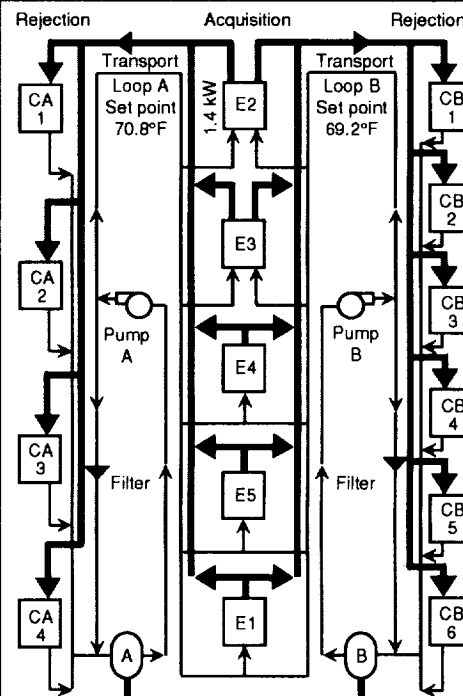 Rejection
Acquisition
Rejection
Transport
Loop A
Set point
70.8°F
1.4 kW
Transport
Loop B
Set point
69.2°F
E2
E3
E4
E5
E1
CA
1
CA
2
CA
3
CA
4
CB
1
CB
2
CB
3
CB
4
CB
5
CB
6
Pump
A
Pump
B
Filter
Filter
A
B